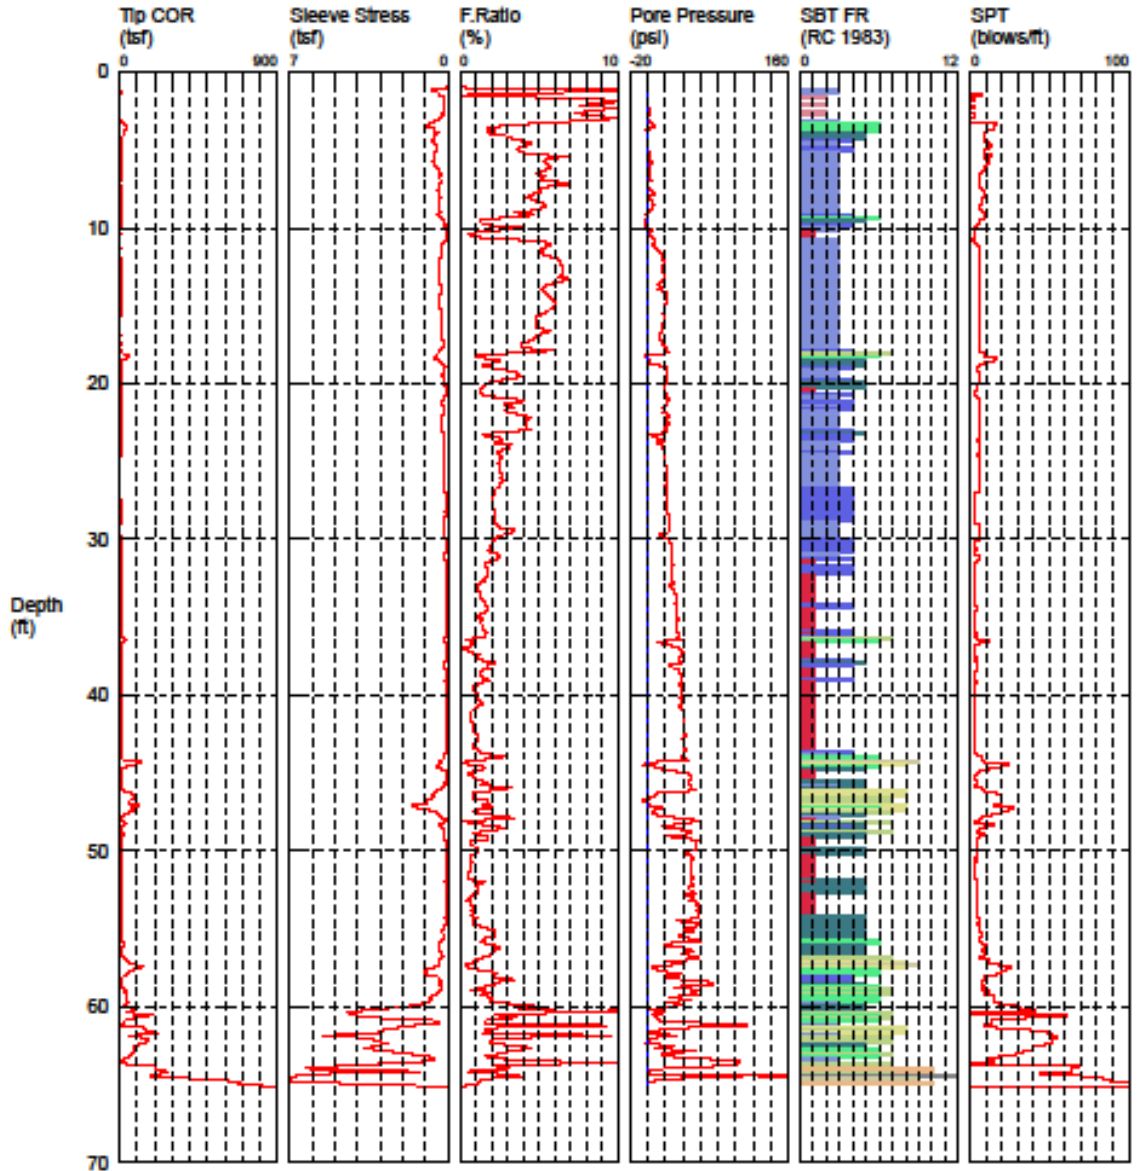 Tip COR Sleeve Stress F.Ratio Pore Pressure SBT FR SPT
(tsf) (tsf) (%) (psi) (RC 1983) (blows/ft)
0 900 7 0 0 10 -20 160 0 12 0 100
0
10
20
30
Depth
(ft)
40
50
60
70